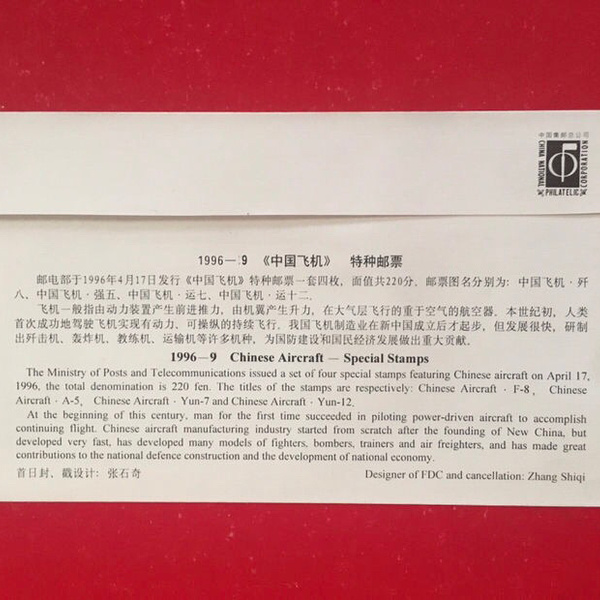 中国集邮总公司
CHINA NATIONAL
PHILATELIC
CORPORATION
1996—9 《中国飞机》 特种邮票
邮电部于1996年4月17日发行《中国飞机》特种邮票一套四枚，面值共220分．邮票图名分别为：中国飞机·歼
八、中国飞机·强五、中国飞机·运七、中国飞机·运十二．
飞机一般指由动力装置产生前进推力，由机翼产生升力，在大气层飞行的重于空气的航空器．本世纪初，人类
首次成功地驾驶飞机实现有动力、可操纵的持续飞行．我国飞机制造业在新中国成立后才起步，但发展很快，研制
出歼击机、轰炸机、教练机、运输机等许多机种，为国防建设和国民经济发展做出重大贡献．
1996—9 Chinese Aircraft — Special Stamps
The Ministry of Posts and Telecommunications issued a set of four special stamps featuring Chinese aircraft on April 17,
1996, the total denomination is 220 fen. The titles of the stamps are respectively: Chinese Aircraft · F-8, Chinese
Aircraft · A-5, Chinese Aircraft · Yun-7 and Chinese Aircraft · Yun-12.
At the beginning of this century, man for the first time succeeded in piloting power-driven aircraft to accomplish
continuing flight. Chinese aircraft manufacturing industry started from scratch after the founding of New China, but
developed very fast, has developed many models of fighters, bombers, trainers and air freighters, and has made great
contributions to the national defence construction and the development of national economy.
首日封、戳设计：张石奇 Designer of FDC and cancellation: Zhang Shiqi